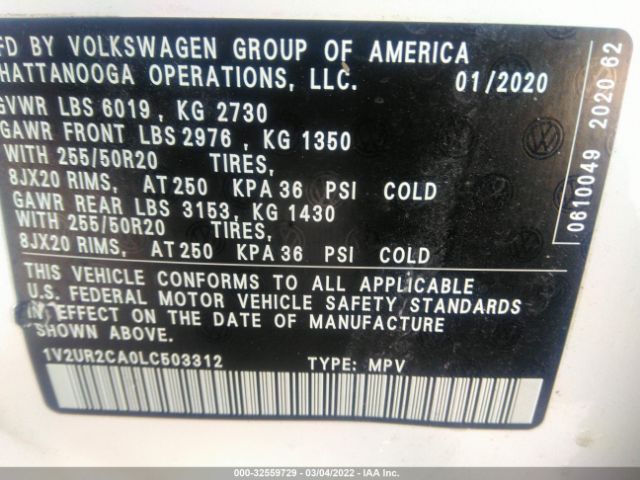 FD BY VOLKSWAGEN GROUP OF AMERICA
HATTANOOGA OPERATIONS, LLC. 01/2020
GVWR LBS 6019 , KG 2730
GAWR FRONT LBS 2976 , KG 1350
WITH 255/50R20 TIRES,
8JX20 RIMS, AT 250 KPA 36 PSI COLD
GAWR REAR LBS 3153, KG 1430
WITH 255/50R20 TIRES,
8JX20 RIMS, AT 250 KPA 36 PSI COLD
THIS VEHICLE CONFORMS TO ALL APPLICABLE
U.S. FEDERAL MOTOR VEHICLE SAFETY STANDARDS
IN EFFECT ON THE DATE OF MANUFACTURE
SHOWN ABOVE.
1V2UR2CA0LC503312 TYPE: MPV
0610049 2020 62
000-32559729 - 03/04/2022 - IAA Inc.